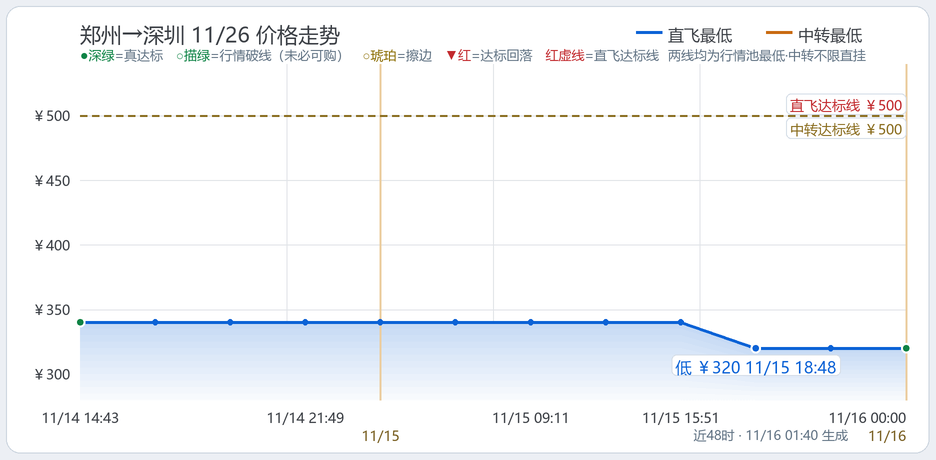 郑州→深圳 11/26 价格走势
直飞最低 中转最低
●深绿=真达标 ○描绿=行情破线（未必可购） ○琥珀=擦边 ▼红=达标回落 红虚线=直飞达标线 两线均为行情池最低·中转不限直挂
直飞达标线 ￥500
￥500
中转达标线 ￥500
￥450
￥400
￥350
低 ￥320 11/15 18:48
￥300
11/14 14:43 11/14 21:49 11/15 09:11 11/15 15:51 11/16 00:00
11/15 近48时 · 11/16 01:40 生成 11/16